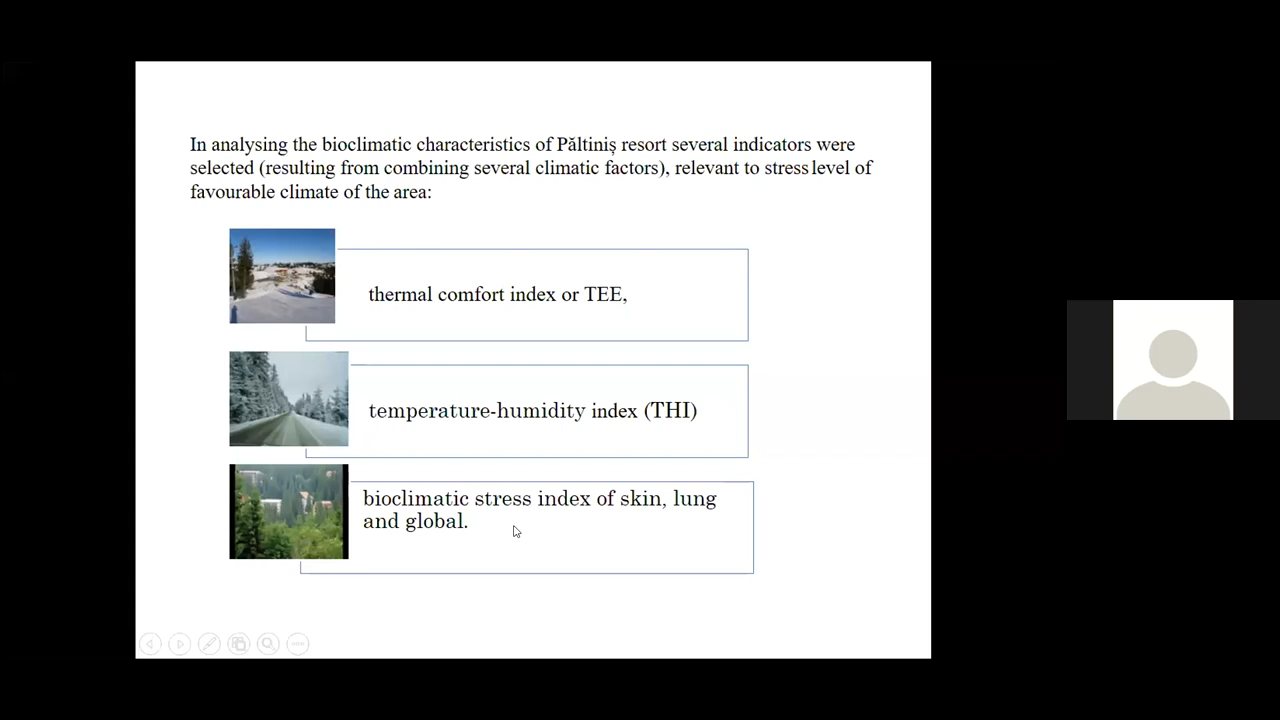 In analysing the bioclimatic characteristics of Păltiniş resort several indicators were
selected (resulting from combining several climatic factors), relevant to stress level of
favourable climate of the area:
thermal comfort index or TEE,
temperature-humidity index (THI)
bioclimatic stress index of skin, lung
and global.